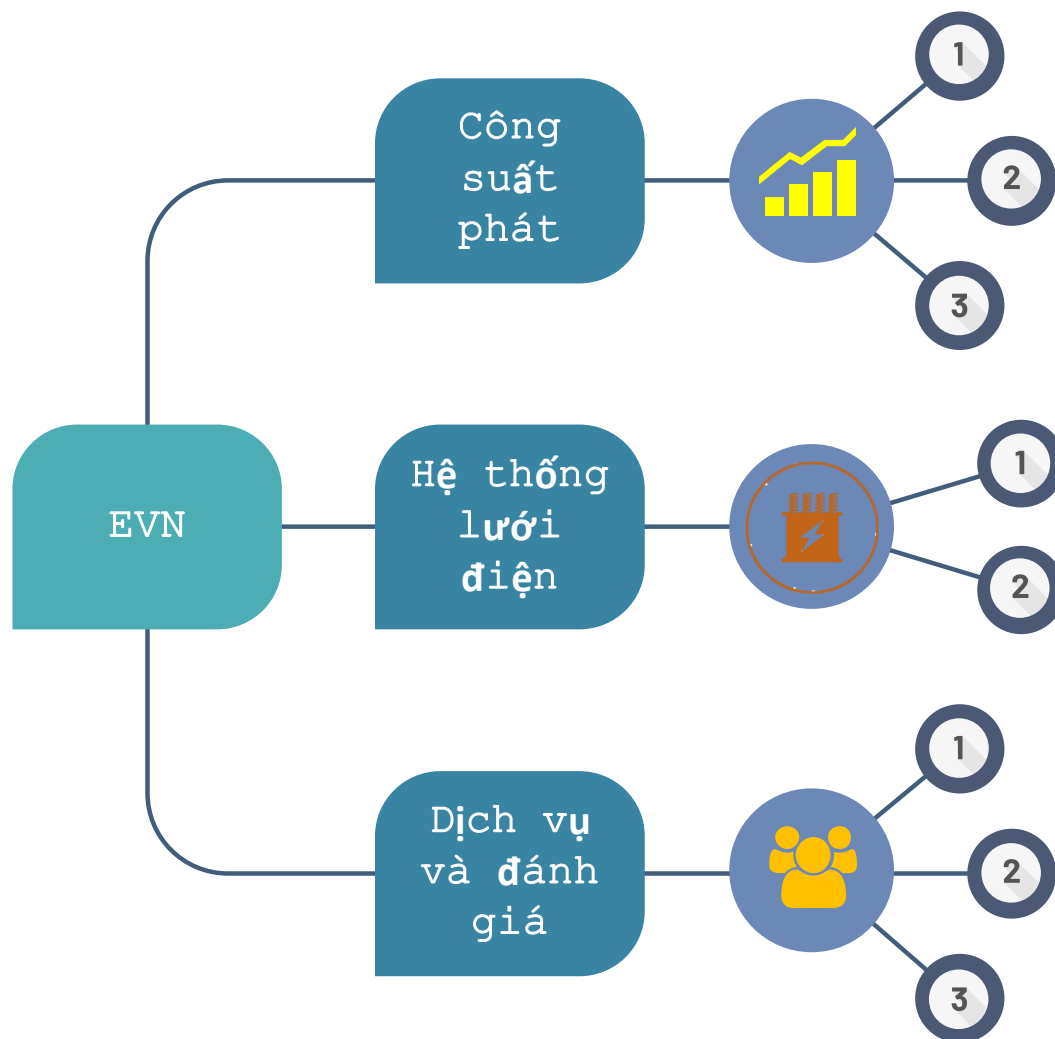 Công
suất
phát
1
2
3
EVN
Hệ thống
lưới
điện
1
2
Dịch vụ
và đánh
giá
1
2
3